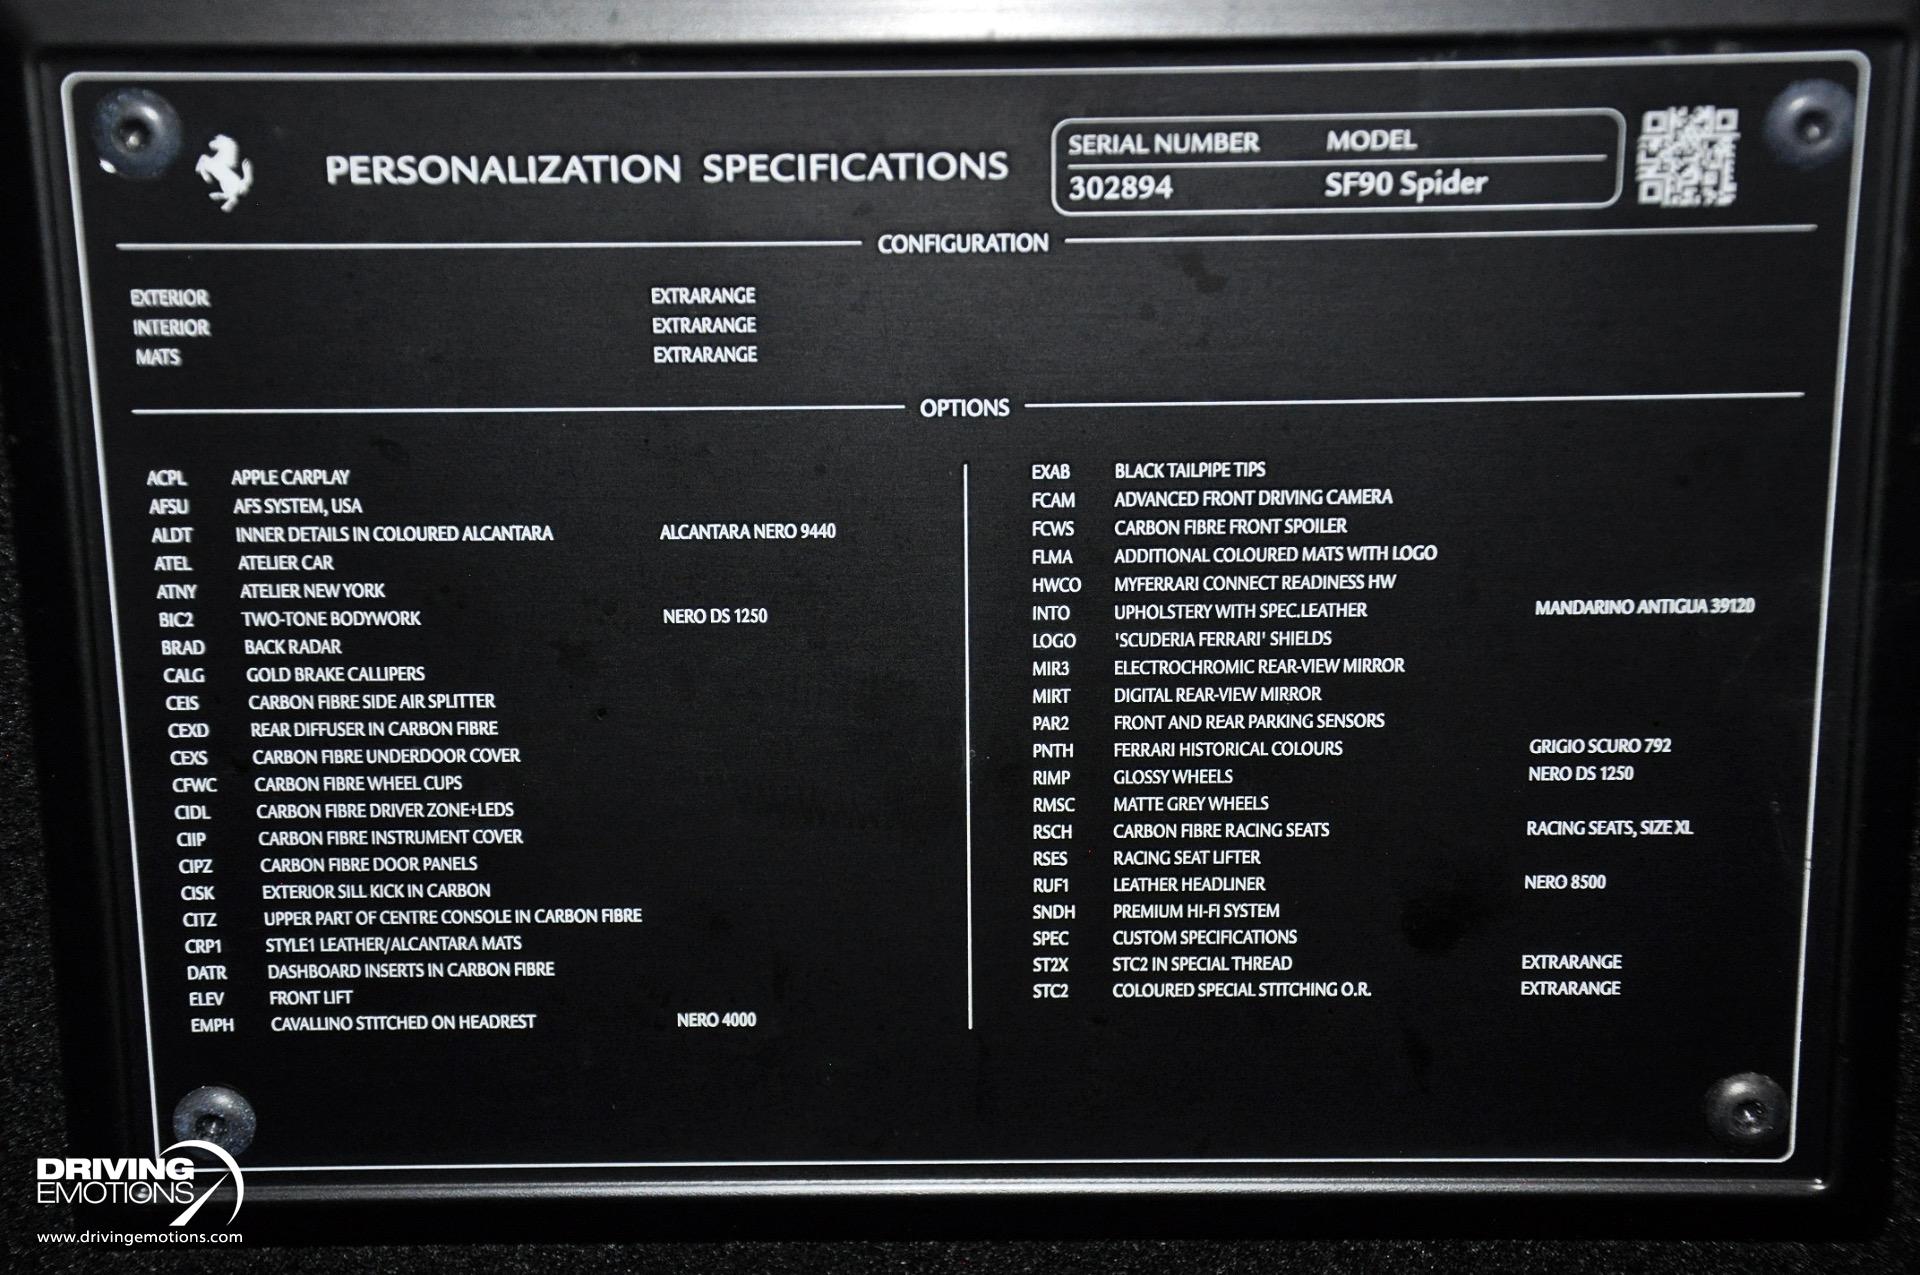 PERSONALIZATION SPECIFICATIONS
SERIAL NUMBER MODEL
302894 SF90 Spider
CONFIGURATION
EXTERIOR EXTRARANGE
INTERIOR EXTRARANGE
MATS EXTRARANGE
OPTIONS
ACPL APPLE CARPLAY
AFSU AFS SYSTEM, USA
ALDT INNER DETAILS IN COLOURED ALCANTARA ALCANTARA NERO 9440
ATEL ATELIER CAR
ATNY ATELIER NEW YORK
BIC2 TWO-TONE BODYWORK NERO DS 1250
BRAD BACK RADAR
CALG GOLD BRAKE CALLIPERS
CEIS CARBON FIBRE SIDE AIR SPLITTER
CEXD REAR DIFFUSER IN CARBON FIBRE
CEXS CARBON FIBRE UNDERDOOR COVER
CFWC CARBON FIBRE WHEEL CUPS
CIDL CARBON FIBRE DRIVER ZONE+LEDS
CIIP CARBON FIBRE INSTRUMENT COVER
CIPZ CARBON FIBRE DOOR PANELS
CISK EXTERIOR SILL KICK IN CARBON
CITZ UPPER PART OF CENTRE CONSOLE IN CARBON FIBRE
CRP1 STYLE1 LEATHER/ALCANTARA MATS
DATR DASHBOARD INSERTS IN CARBON FIBRE
ELEV FRONT LIFT
EMPH CAVALLINO STITCHED ON HEADREST NERO 4000
EXAB BLACK TAILPIPE TIPS
FCAM ADVANCED FRONT DRIVING CAMERA
FCWS CARBON FIBRE FRONT SPOILER
FLMA ADDITIONAL COLOURED MATS WITH LOGO
HWCO MYFERRARI CONNECT READINESS HW
INTO UPHOLSTERY WITH SPEC.LEATHER MANDARINO ANTIGUA 39120
LOGO 'SCUDERIA FERRARI' SHIELDS
MIR3 ELECTROCHROMIC REAR-VIEW MIRROR
MIRT DIGITAL REAR-VIEW MIRROR
PAR2 FRONT AND REAR PARKING SENSORS
PNTH FERRARI HISTORICAL COLOURS GRIGIO SCURO 792
RIMP GLOSSY WHEELS NERO DS 1250
RMSC MATTE GREY WHEELS
RSCH CARBON FIBRE RACING SEATS RACING SEATS, SIZE XL
RSES RACING SEAT LIFTER
RUF1 LEATHER HEADLINER NERO 8500
SNDH PREMIUM HI-FI SYSTEM
SPEC CUSTOM SPECIFICATIONS
ST2X STC2 IN SPECIAL THREAD EXTRARANGE
STC2 COLOURED SPECIAL STITCHING O.R. EXTRARANGE
DRIVING
EMOTIONS
www.drivingemotions.com